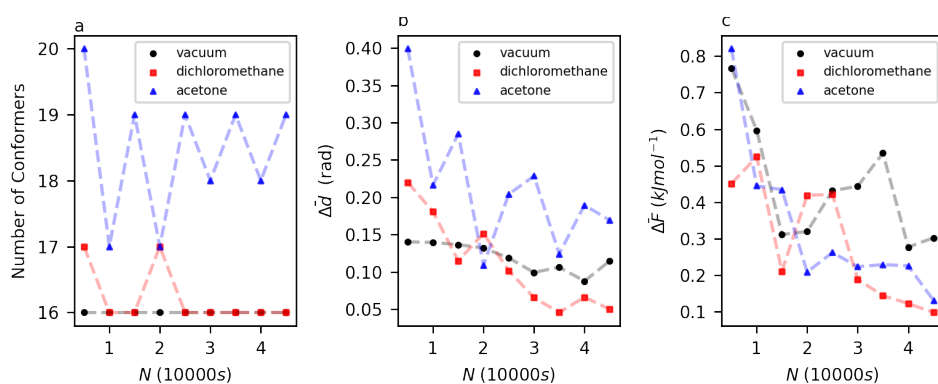 a
20
19
18
17
16
Number of Conformers
1 2 3 4
N (10000s)
vacuum
dichloromethane
acetone
b
0.40
0.35
0.30
0.25
0.20
0.15
0.10
0.05
Δd̄ (rad)
1 2 3 4
N (10000s)
vacuum
dichloromethane
acetone
c
0.8
0.7
0.6
0.5
0.4
0.3
0.2
0.1
ΔF̄ (kJmol⁻¹)
1 2 3 4
N (10000s)
vacuum
dichloromethane
acetone